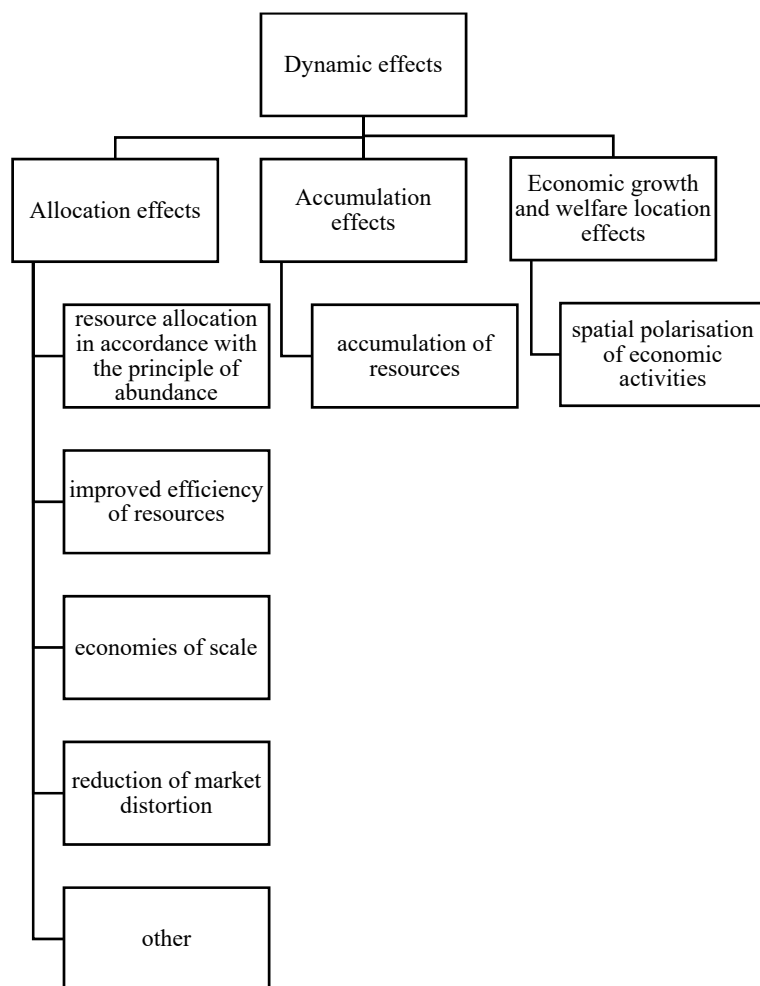 Dynamic effects
Allocation effects
Accumulation
effects
Economic growth
and welfare location
effects
resource allocation
in accordance with
the principle of
abundance
accumulation of
resources
spatial polarisation
of economic
activities
improved efficiency
of resources
economies of scale
reduction of market
distortion
other